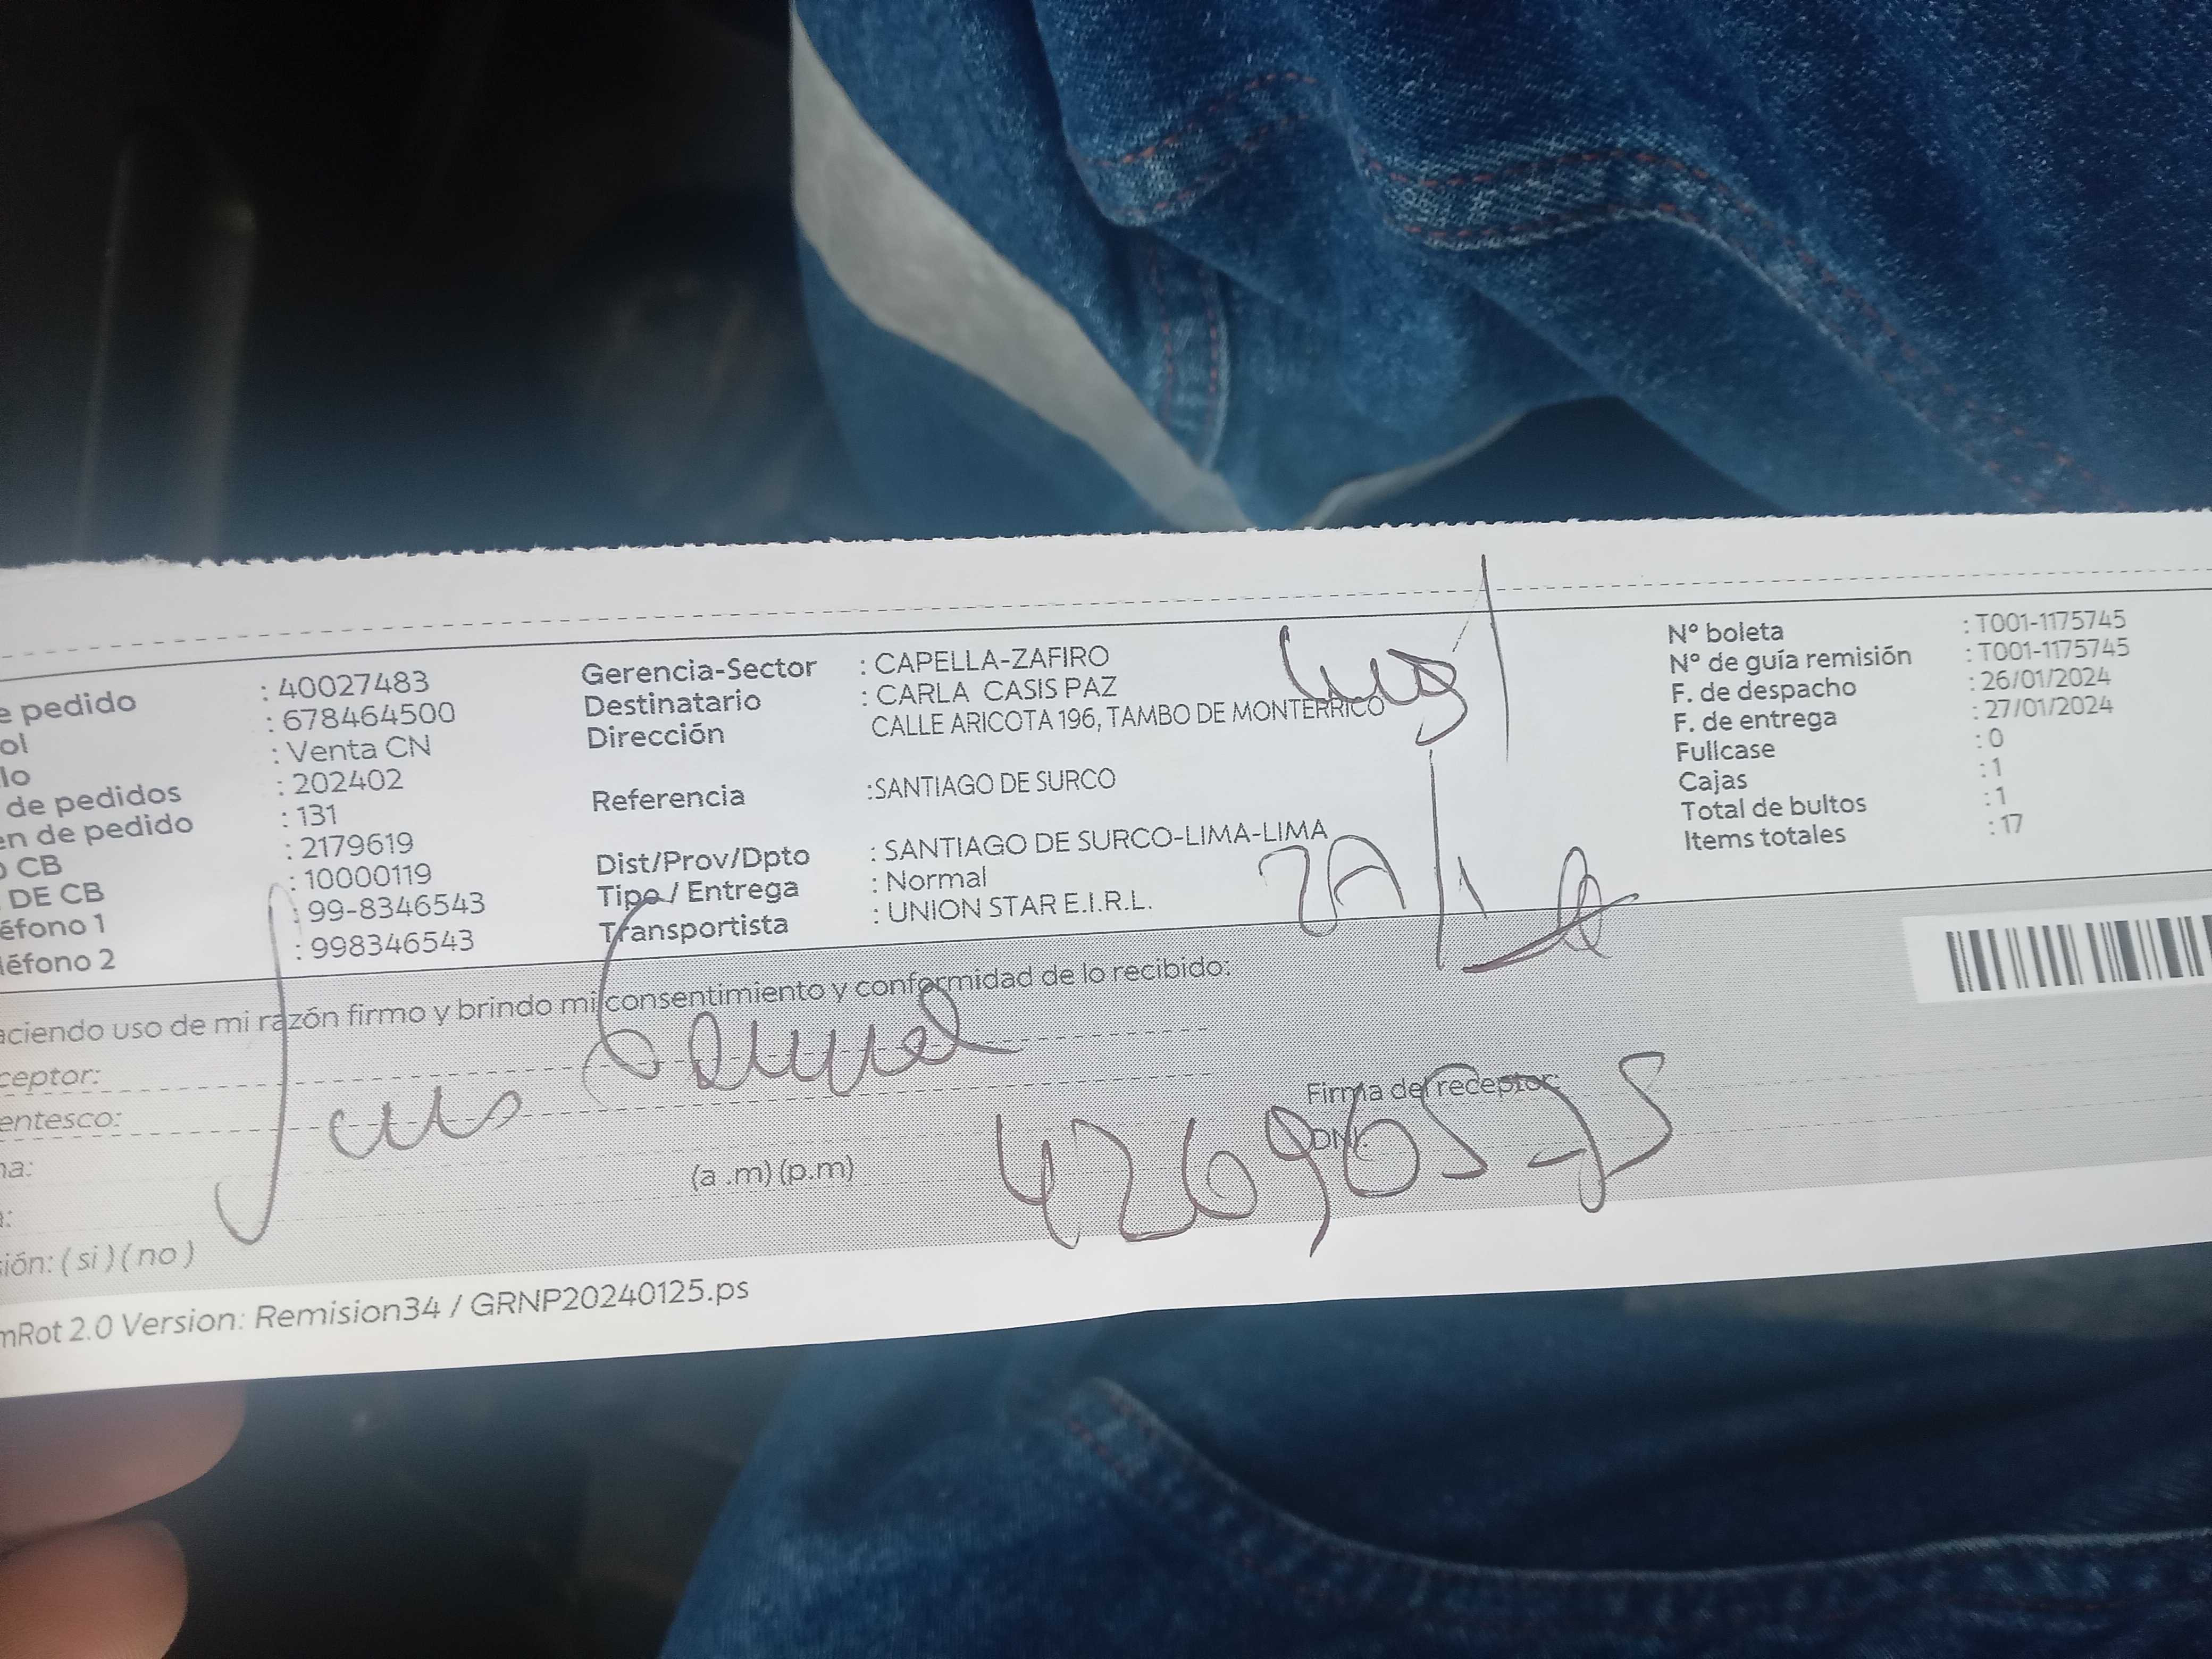 e pedido : 40027483
ol : 678464500
lo : Venta CN
de pedidos : 202402
en de pedido : 131
O CB : 2179619
DE CB : 10000119
éfono 1 : 99-8346543
léfono 2 : 998346543
Gerencia-Sector : CAPELLA-ZAFIRO
Destinatario : CARLA CASIS PAZ
Dirección CALLE ARICOTA 196, TAMBO DE MONTERRICO
Referencia :SANTIAGO DE SURCO
Dist/Prov/Dpto : SANTIAGO DE SURCO-LIMA-LIMA
Tipo / Entrega : Normal
Transportista : UNION STAR E.I.R.L.
N° boleta : T001-1175745
N° de guía remisión : T001-1175745
F. de despacho : 26/01/2024
F. de entrega : 27/01/2024
Fullcase : 0
Cajas : 1
Total de bultos : 1
Items totales : 17
aciendo uso de mi razón firmo y brindo mi consentimiento y conformidad de lo recibido:
ceptor:
entesco:
na:
a:
(a .m) (p.m)
Firma del receptor:
DNI:
sión: ( si ) ( no )
mRot 2.0 Version: Remision34 / GRNP20240125.ps